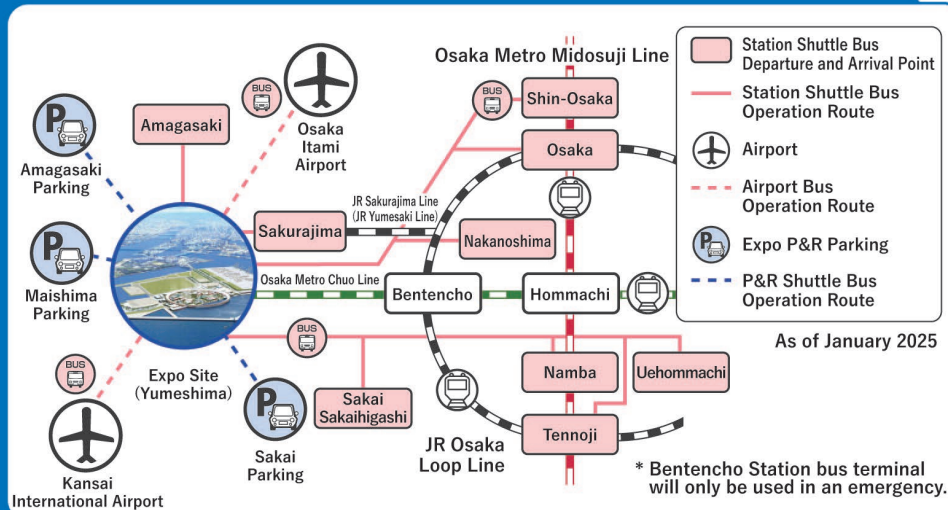 Osaka Metro Midosuji Line
BUS
Osaka
Itami
Airport
Amagasaki
P
Amagasaki
Parking
BUS
Shin-Osaka
Osaka
JR Sakurajima Line
(JR Yumesaki Line)
Sakurajima
Nakanoshima
P
Maishima
Parking
Osaka Metro Chuo Line
Bentencho
Hommachi
BUS
Expo Site
(Yumeshima)
BUS
Kansai
International Airport
P
Sakai
Parking
Sakai
Sakaihigashi
Namba
Uehommachi
Tennoji
JR Osaka
Loop Line
Station Shuttle Bus
Departure and Arrival Point
Station Shuttle Bus
Operation Route
Airport
Airport Bus
Operation Route
P
Expo P&R Parking
P&R Shuttle Bus
Operation Route
As of January 2025
* Bentencho Station bus terminal
will only be used in an emergency.